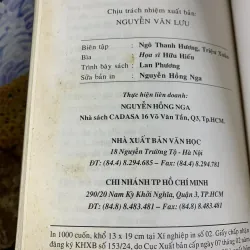 Chịu trách nhiệm xuất bản:
NGUYỄN VĂN LƯU
Biên tập : Ngô Thanh Hương, Triệu Xuân
Bìa : Họa sĩ Hữu Hiển
Trình bày sách : Lan Phương
Sửa bản in : Nguyễn Hồng Nga
Thực hiện liên doanh:
NGUYỄN HỒNG NGA
Nhà sách CADASA 16 Võ Văn Tần, Q3, Tp.HCM.
NHÀ XUẤT BẢN VĂN HỌC
18 Nguyễn Trường Tộ - Hà Nội
ĐT: (84.4) 8.294.685 – Fax: (84.4) 8.294.781
CHI NHÁNH TP HỒ CHÍ MINH
290/20 Nam Kỳ Khởi Nghĩa, Quận 3, TP.HCM
ĐT: (84.8) 8.483.481 – Fax: (84.8) 8.483.481
In 1000 cuốn, khổ 13 x 19 cm tại Xí nghiệp in số 02. Giấy chấp
đăng ký KHXB số 153/24, do Cục Xuất bản cấp ngày 07